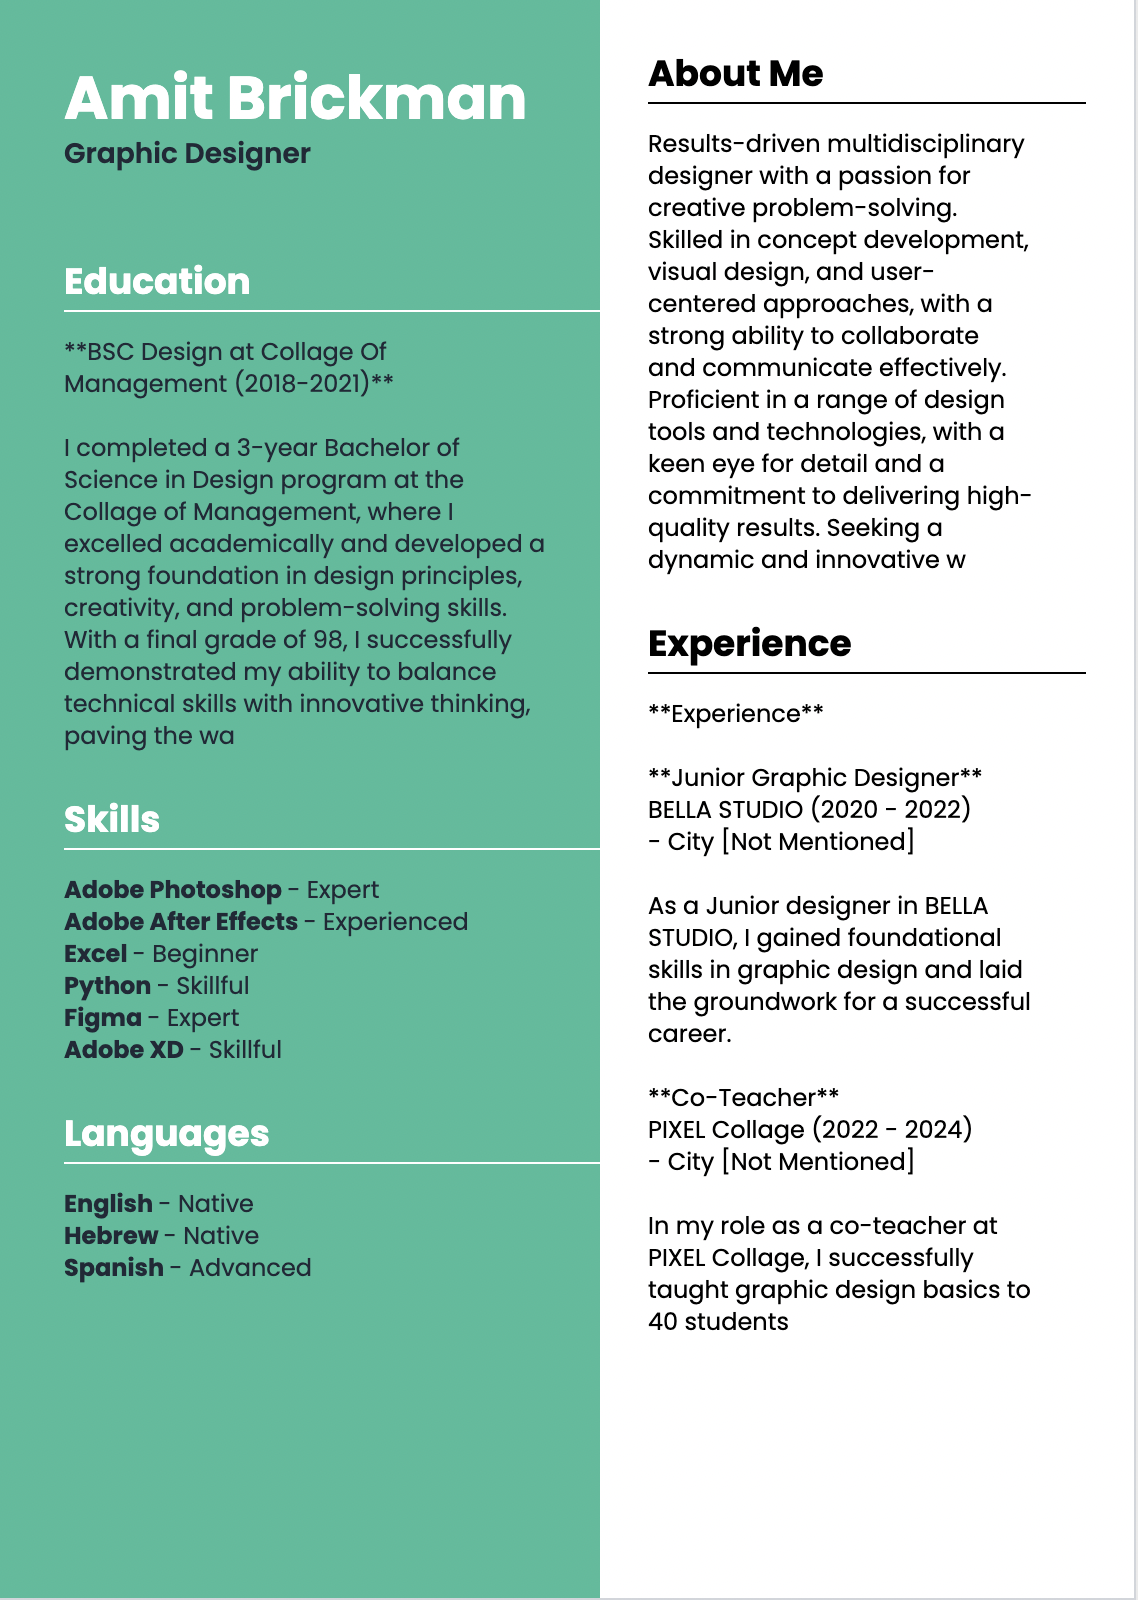 Amit Brickman
Graphic Designer
Education
**BSC Design at Collage Of
Management (2018-2021)**
I completed a 3-year Bachelor of
Science in Design program at the
Collage of Management, where I
excelled academically and developed a
strong foundation in design principles,
creativity, and problem-solving skills.
With a final grade of 98, I successfully
demonstrated my ability to balance
technical skills with innovative thinking,
paving the wa
Skills
Adobe Photoshop - Expert
Adobe After Effects - Experienced
Excel - Beginner
Python - Skillful
Figma - Expert
Adobe XD - Skillful
Languages
English - Native
Hebrew - Native
Spanish - Advanced
About Me
Results-driven multidisciplinary
designer with a passion for
creative problem-solving.
Skilled in concept development,
visual design, and user-
centered approaches, with a
strong ability to collaborate
and communicate effectively.
Proficient in a range of design
tools and technologies, with a
keen eye for detail and a
commitment to delivering high-
quality results. Seeking a
dynamic and innovative w
Experience
**Experience**
**Junior Graphic Designer**
BELLA STUDIO (2020 - 2022)
- City [Not Mentioned]
As a Junior designer in BELLA
STUDIO, I gained foundational
skills in graphic design and laid
the groundwork for a successful
career.
**Co-Teacher**
PIXEL Collage (2022 - 2024)
- City [Not Mentioned]
In my role as a co-teacher at
PIXEL Collage, I successfully
taught graphic design basics to
40 students